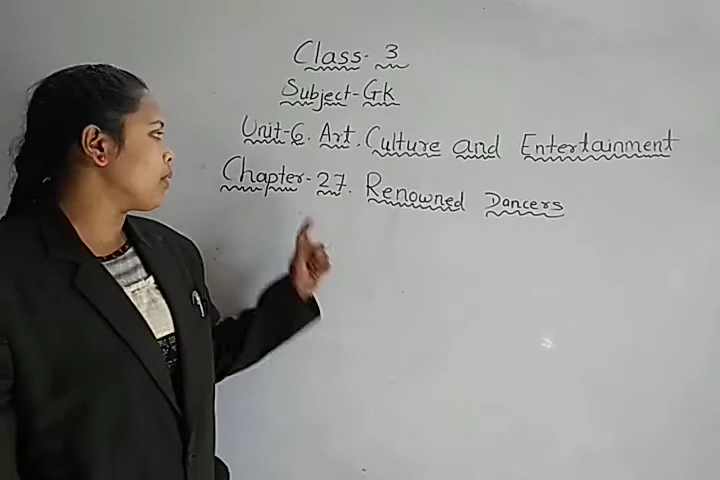 Class- 3
Subject-Gk
Unit-6. Art. Culture and Entertainment
Chapter-27. Renowned Dancers